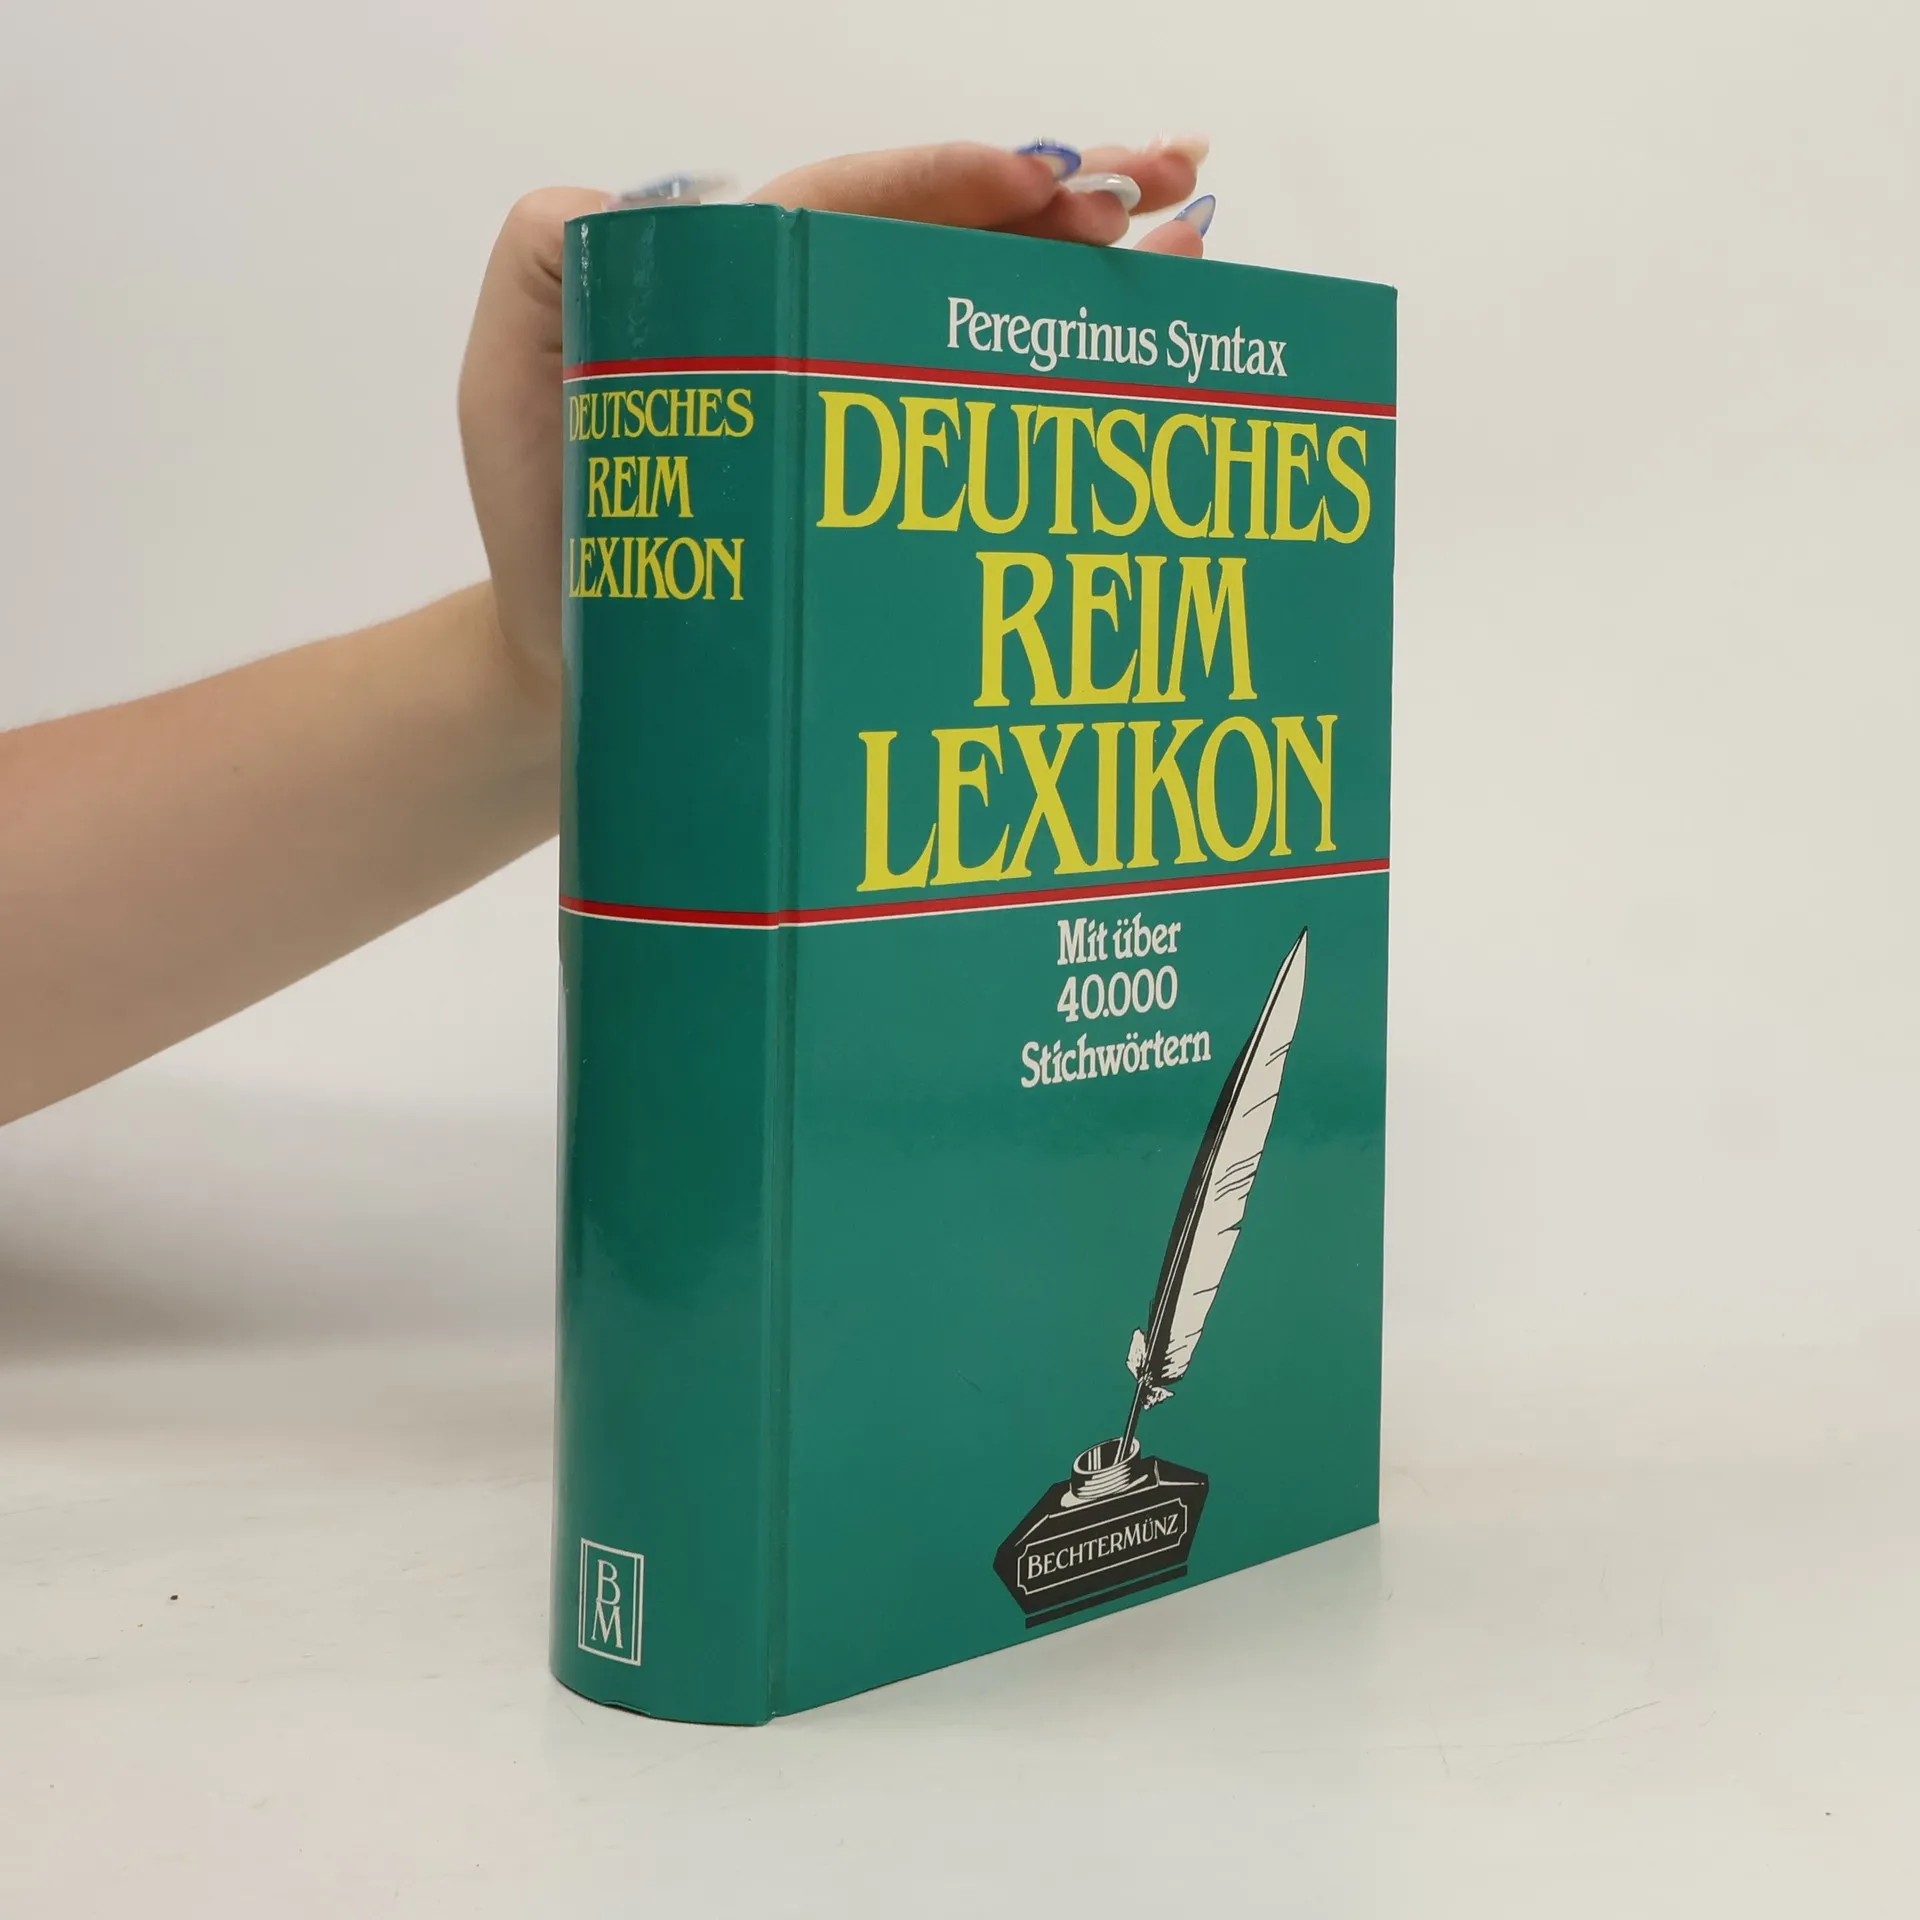 DEUTSCHES
REIM
LEXIKON
BM
Peregrinus Syntax
DEUTSCHES
REIM
LEXIKON
Mit über
40.000
Stichwörtern
BECHTERMÜNZ